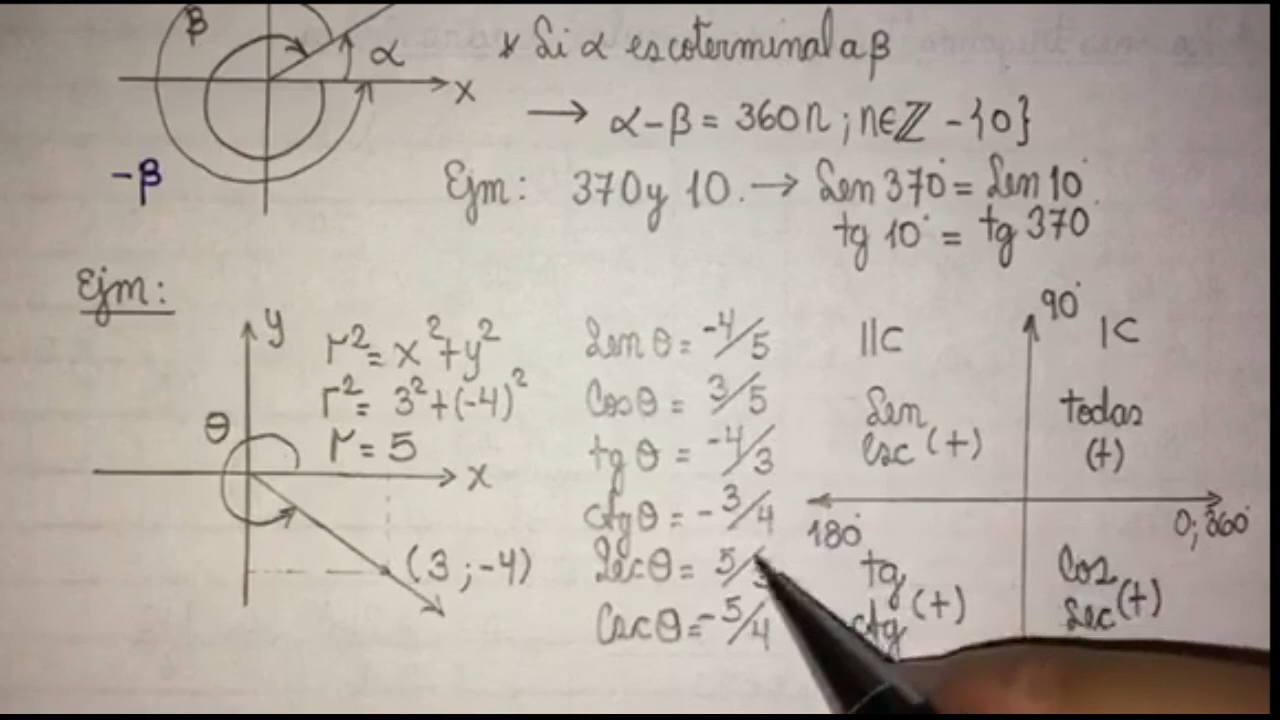 β
α
x
-β
* Si α es coterminal a β
→ α-β = 360n ; n∈ℤ - {0}
Ejm: 370 y 10. → Sen 370° = Sen 10°.
tg 10° = tg 370
Ejm:
y
r² = x² + y²
r² = 3² + (-4)²
r = 5
θ
x
(3 ; -4)
Sen θ = -4/5
Cos θ = 3/5
tg θ = -4/3
ctg θ = -3/4
Sec θ = 5/3
Csc θ = -5/4
90°
IIC
IC
Sen
csc (+)
todas
(+)
180°
0; 360°
tg
ctg (+)
Cos
Sec (+)